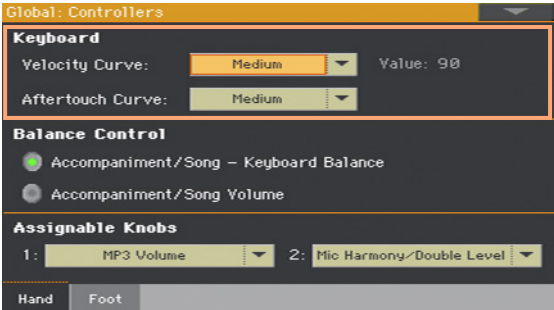 Global: Controllers
Keyboard
Velocity Curve: Medium Value: 90
Aftertouch Curve: Medium
Balance Control
Accompaniment/Song - Keyboard Balance
Accompaniment/Song Volume
Assignable Knobs
1: MP3 Volume 2: Mic Harmony/Double Level
Hand Foot